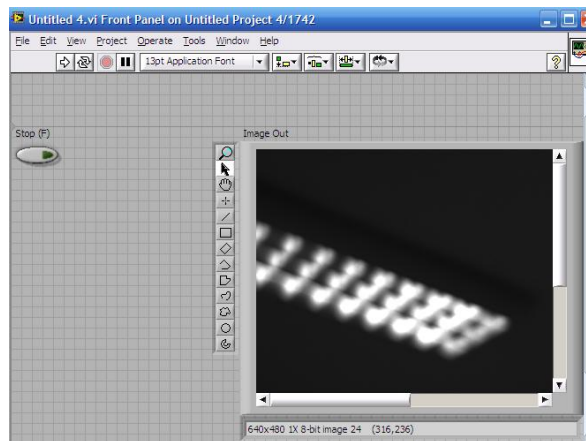 Untitled 4.vi Front Panel on Untitled Project 4/1742
File Edit View Project Operate Tools Window Help
13pt Application Font
?
Stop (F)
Image Out
640x480 1X 8-bit image 24 (316,236)